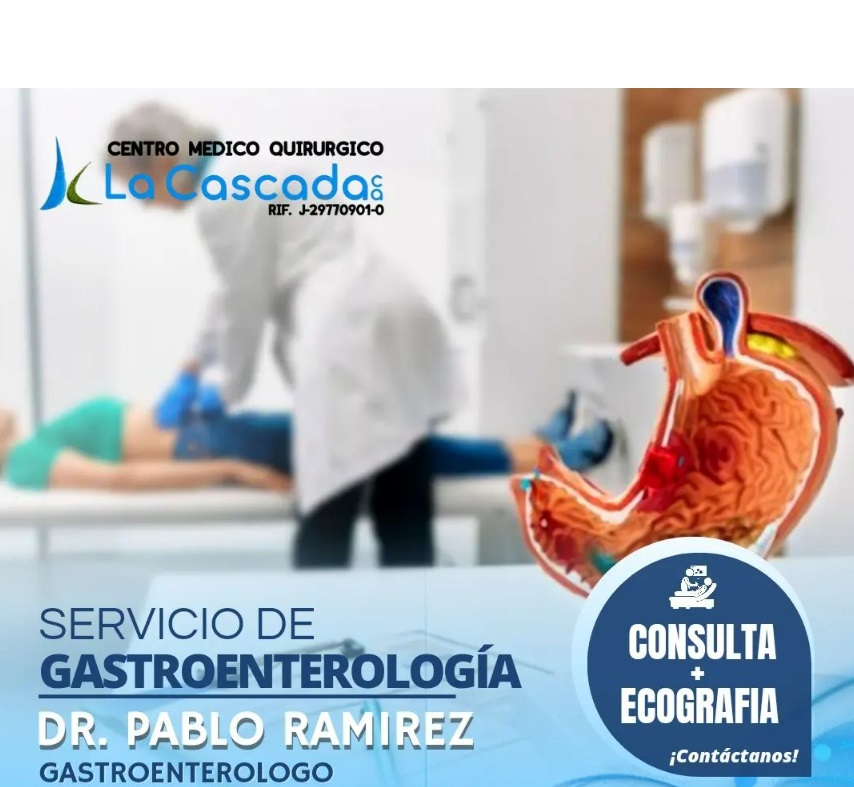 CENTRO MEDICO QUIRURGICO
La Cascada ca
RIF. J-29770901-0
SERVICIO DE
GASTROENTEROLOGÍA
DR. PABLO RAMIREZ
GASTROENTEROLOGO
CONSULTA
+
ECOGRAFIA
¡Contáctanos!